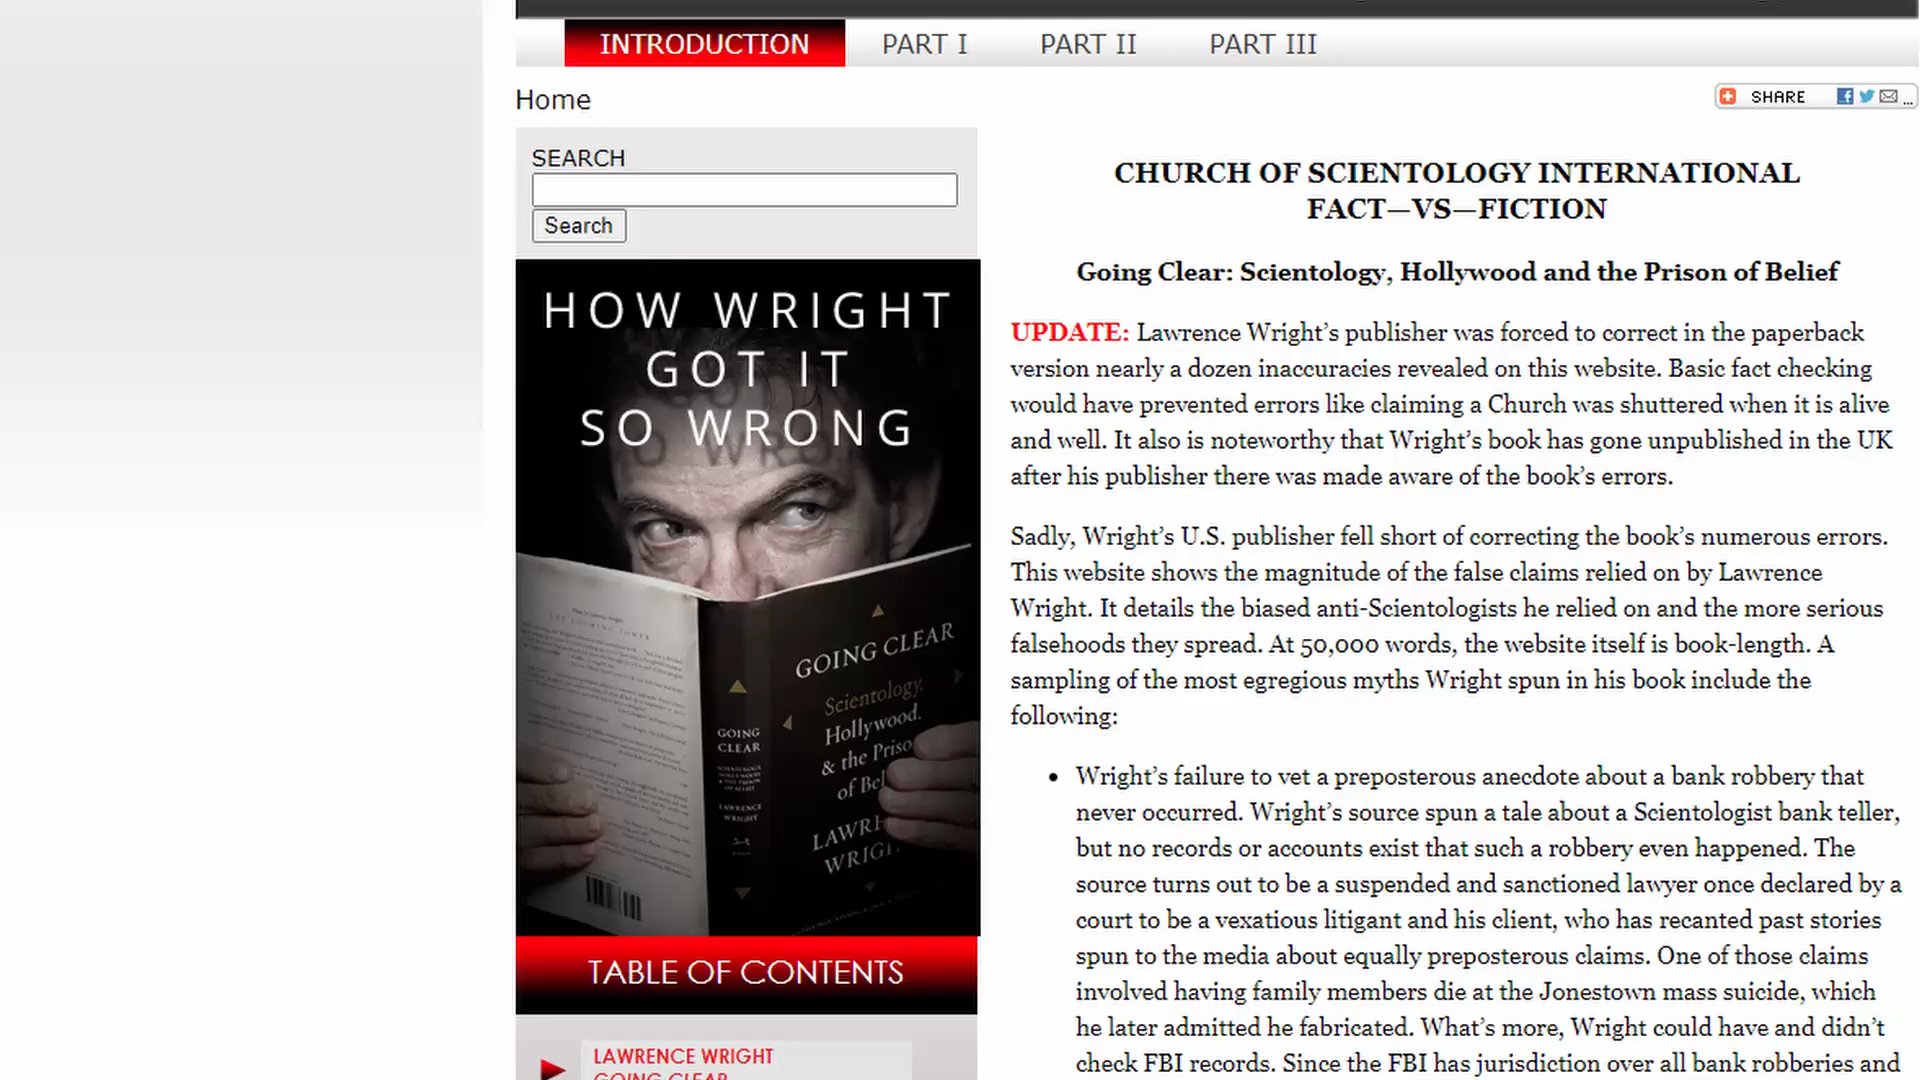 INTRODUCTION
PART I
PART II
PART III
Home
SHARE
...
SEARCH
Search
HOW WRIGHT
GOT IT
SO WRONG
GOING CLEAR
Scientology,
Hollywood,
& the Priso
of Bel
LAWR
WRIG
GOING
CLEAR
LAWRENCE
WRIGHT
TABLE OF CONTENTS
LAWRENCE WRIGHT
GOING CLEAR
CHURCH OF SCIENTOLOGY INTERNATIONAL
FACT—VS—FICTION
Going Clear: Scientology, Hollywood and the Prison of Belief
UPDATE: Lawrence Wright’s publisher was forced to correct in the paperback
version nearly a dozen inaccuracies revealed on this website. Basic fact checking
would have prevented errors like claiming a Church was shuttered when it is alive
and well. It also is noteworthy that Wright’s book has gone unpublished in the UK
after his publisher there was made aware of the book’s errors.
Sadly, Wright’s U.S. publisher fell short of correcting the book’s numerous errors.
This website shows the magnitude of the false claims relied on by Lawrence
Wright. It details the biased anti-Scientologists he relied on and the more serious
falsehoods they spread. At 50,000 words, the website itself is book-length. A
sampling of the most egregious myths Wright spun in his book include the
following:
• Wright’s failure to vet a preposterous anecdote about a bank robbery that
never occurred. Wright’s source spun a tale about a Scientologist bank teller,
but no records or accounts exist that such a robbery even happened. The
source turns out to be a suspended and sanctioned lawyer once declared by a
court to be a vexatious litigant and his client, who has recanted past stories
spun to the media about equally preposterous claims. One of those claims
involved having family members die at the Jonestown mass suicide, which
he later admitted he fabricated. What’s more, Wright could have and didn’t
check FBI records. Since the FBI has jurisdiction over all bank robberies and